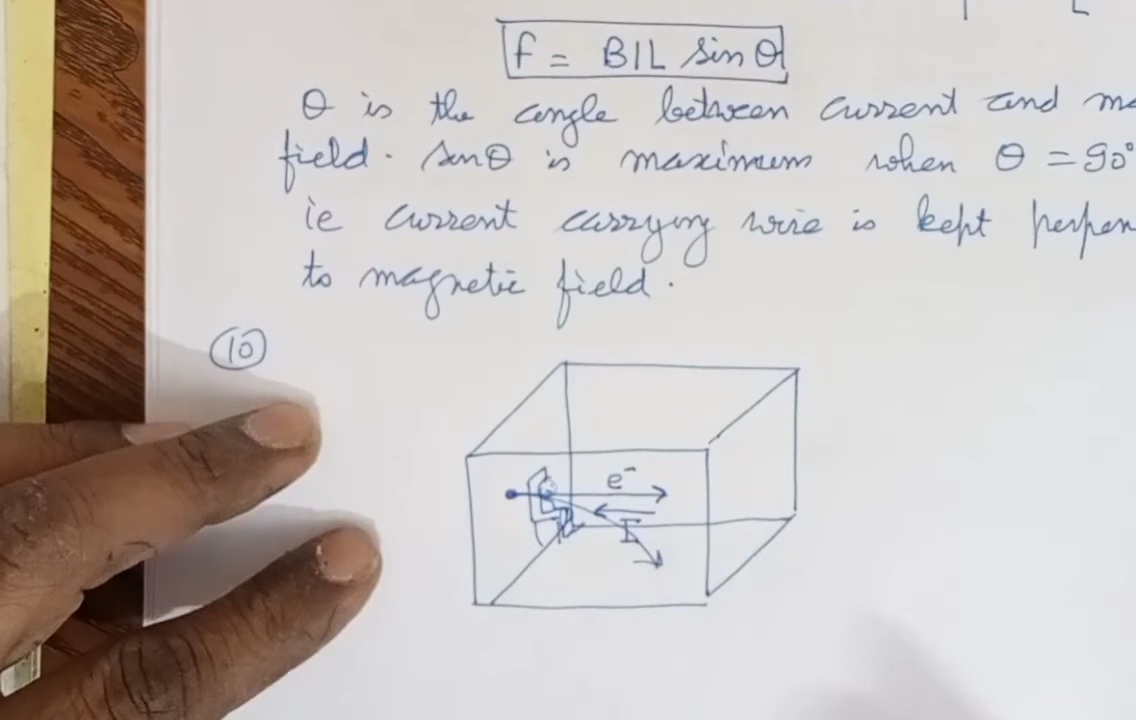 F = BIL sin θ
θ is the angle between current and
field. sinθ is maximum when θ = 90°
ie current carrying wire is kept
to magnetic field.
10
e⁻
I